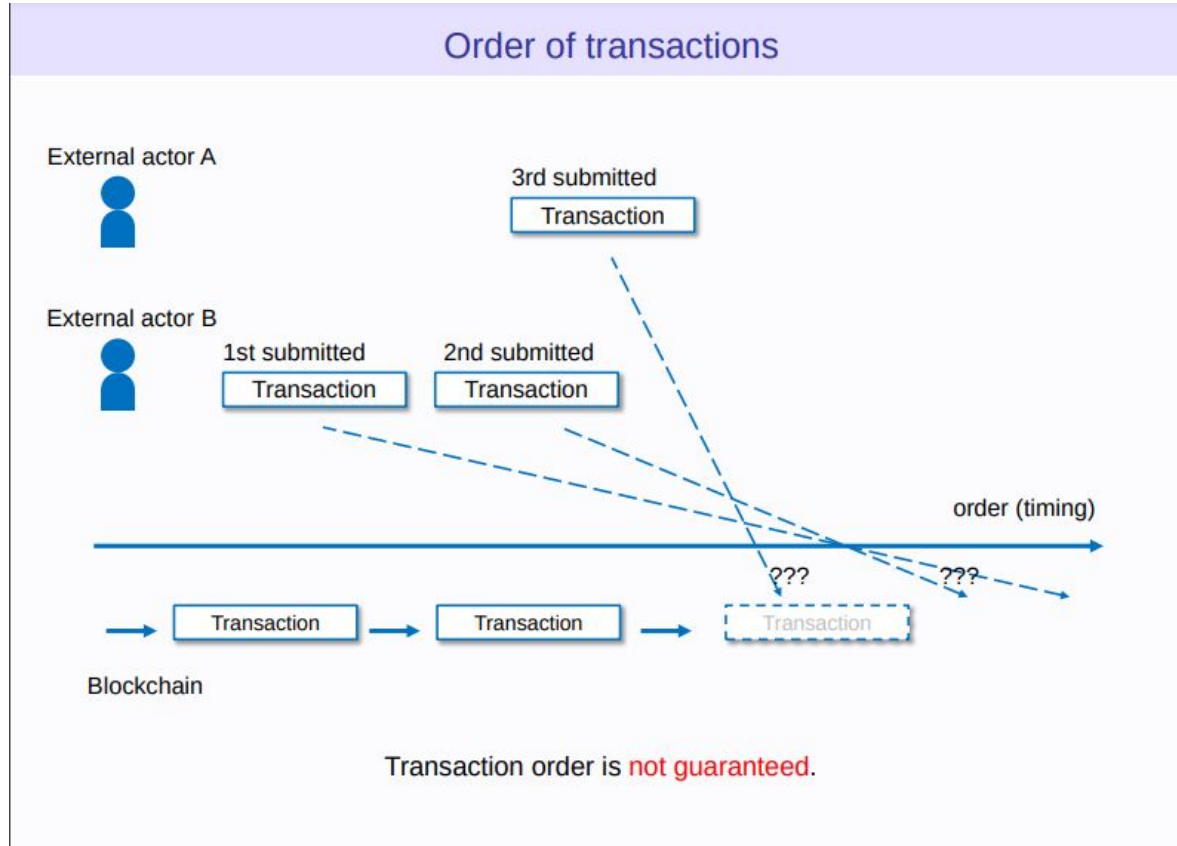 Order of transactions
External actor A
3rd submitted
Transaction
External actor B
1st submitted
2nd submitted
Transaction
Transaction
order (timing)
???
???
Transaction
Transaction
Transaction
Blockchain
Transaction order is not guaranteed.